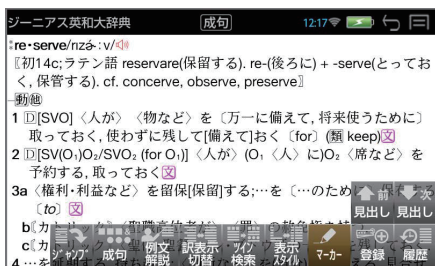 ジーニアス英和大辞典 成句 12:17
re•serve/rɪzə́ːv/
〖初14c;ラテン語 reservare(保留する). re-(後ろに) + -serve(とってお
く, 保管する). cf. conserve, observe, preserve〗
動他
1 D[SVO]〈人が〉〈物など〉を〔万一に備えて, 将来使うために〕
取っておく, 使わずに残して[備えて]おく〔for〕(類 keep)文
2 D[SV(O₁)O₂/SVO₂ (for O₁)]〈人が〉(O₁〈人〉に)O₂〈席など〉を
予約する, 取っておく文
3a〈権利・利益など〉を留保[保留]する;…を〔…のため
〔to〕文
前見出し 次見出し
ジャンプ 成句 例文解説 訳表示切替 ツイン検索 表示スタイル マーカー 登録 履歴